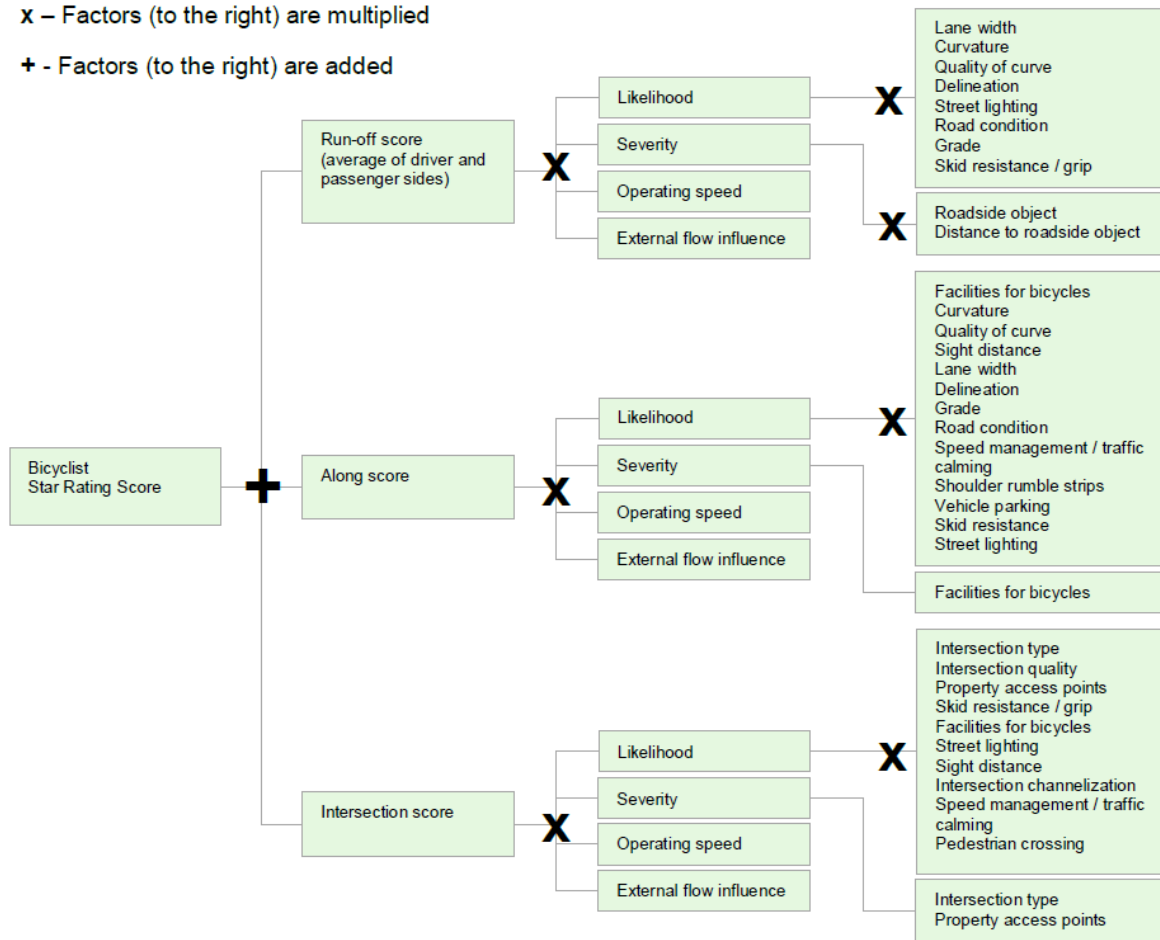 x – Factors (to the right) are multiplied
+ - Factors (to the right) are added
Bicyclist
Star Rating Score
+
Run-off score
(average of driver and
passenger sides)
x
Likelihood
Severity
Operating speed
External flow influence
x
Lane width
Curvature
Quality of curve
Delineation
Street lighting
Road condition
Grade
Skid resistance / grip
x
Roadside object
Distance to roadside object
Along score
x
Likelihood
Severity
Operating speed
External flow influence
x
Facilities for bicycles
Curvature
Quality of curve
Sight distance
Lane width
Delineation
Grade
Road condition
Speed management / traffic
calming
Shoulder rumble strips
Vehicle parking
Skid resistance
Street lighting
Facilities for bicycles
Intersection score
x
Likelihood
Severity
Operating speed
External flow influence
x
Intersection type
Intersection quality
Property access points
Skid resistance / grip
Facilities for bicycles
Street lighting
Sight distance
Intersection channelization
Speed management / traffic
calming
Pedestrian crossing
Intersection type
Property access points